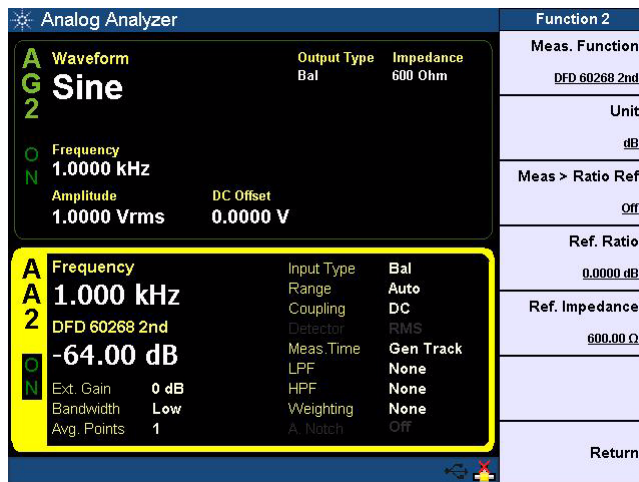 Analog Analyzer
AG2
ON
Waveform
Sine
Output Type Impedance
Bal 600 Ohm
Frequency
1.0000 kHz
Amplitude DC Offset
1.0000 Vrms 0.0000 V
AA2
ON
Frequency
1.000 kHz
DFD 60268 2nd
-64.00 dB
Ext. Gain 0 dB
Bandwidth Low
Avg. Points 1
Input Type Bal
Range Auto
Coupling DC
Detector RMS
Meas.Time Gen Track
LPF None
HPF None
Weighting None
A. Notch Off
Function 2
Meas. Function
DFD 60268 2nd
Unit
dB
Meas > Ratio Ref
Off
Ref. Ratio
0.0000 dB
Ref. Impedance
600.00 Ω
Return